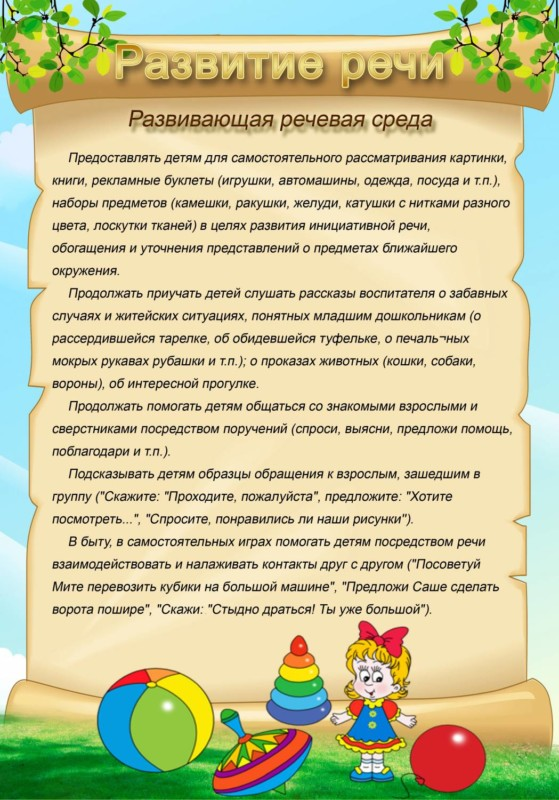 Развитие речи
Развивающая речевая среда
Предоставлять детям для самостоятельного рассматривания картинки,
книги, рекламные буклеты (игрушки, автомашины, одежда, посуда и т.п.),
наборы предметов (камешки, ракушки, желуди, катушки с нитками разного
цвета, лоскутки тканей) в целях развития инициативной речи,
обогащения и уточнения представлений о предметах ближайшего
окружения.
Продолжать приучать детей слушать рассказы воспитателя о забавных
случаях и житейских ситуациях, понятных младшим дошкольникам (о
рассердившейся тарелке, об обидевшейся туфельке, о печаль¬ных
мокрых рукавах рубашки и т.п.); о проказах животных (кошки, собаки,
вороны), об интересной прогулке.
Продолжать помогать детям общаться со знакомыми взрослыми и
сверстниками посредством поручений (спроси, выясни, предложи помощь,
поблагодари и т.п.).
Подсказывать детям образцы обращения к взрослым, зашедшим в
группу ("Скажите: "Проходите, пожалуйста", предложите: "Хотите
посмотреть...", "Спросите, понравились ли наши рисунки").
В быту, в самостоятельных играх помогать детям посредством речи
взаимодействовать и налаживать контакты друг с другом ("Посоветуй
Мите перевозить кубики на большой машине", "Предложи Саше сделать
ворота пошире", "Скажи: "Стыдно драться! Ты уже большой").